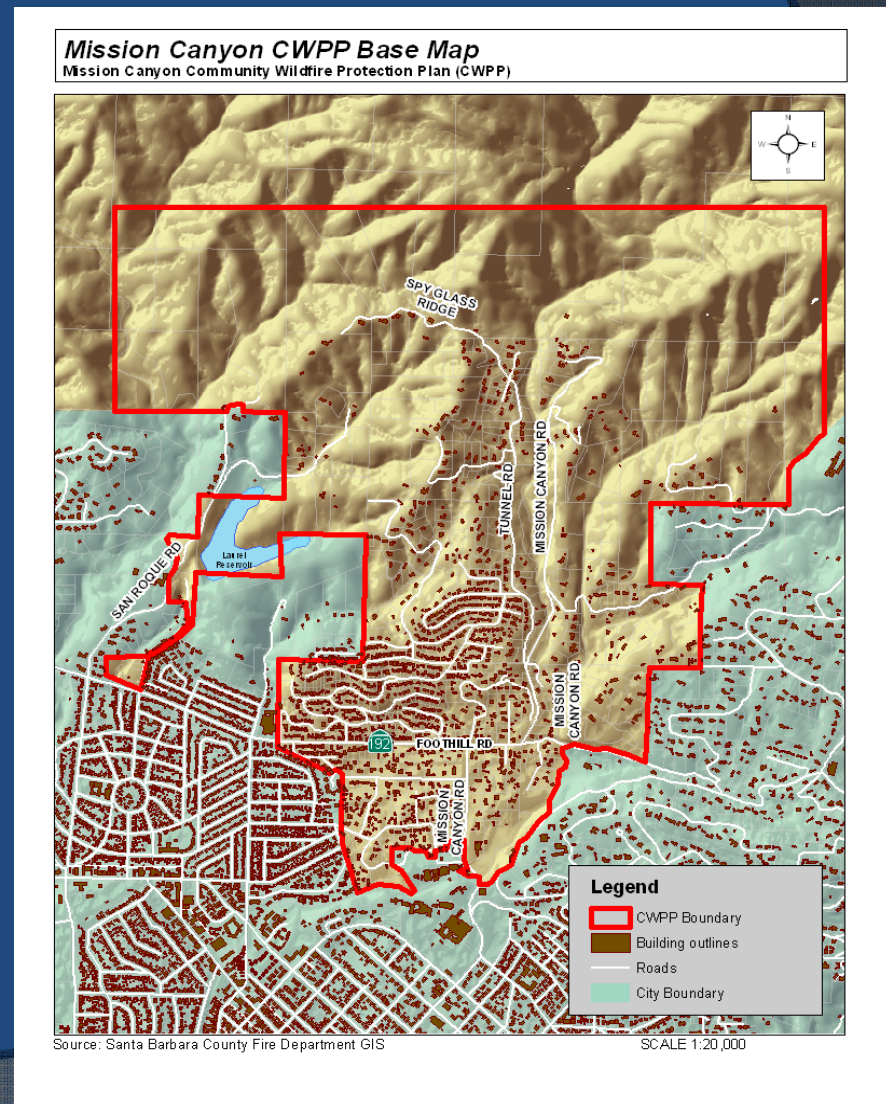 Mission Canyon CWPP Base Map
Mission Canyon Community Wildfire Protection Plan (CWPP)
N
W E
S
SPY GLASS
RIDGE
TUNNEL RD
MISSION CANYON RD
Laurel
Reservoir
SAN ROQUE RD
MISSION
CANYON RD
192
FOOTHILL RD
MISSION
CANYON RD
Legend
CWPP Boundary
Building outlines
Roads
City Boundary
Source: Santa Barbara County Fire Department GIS
SCALE 1:20,000